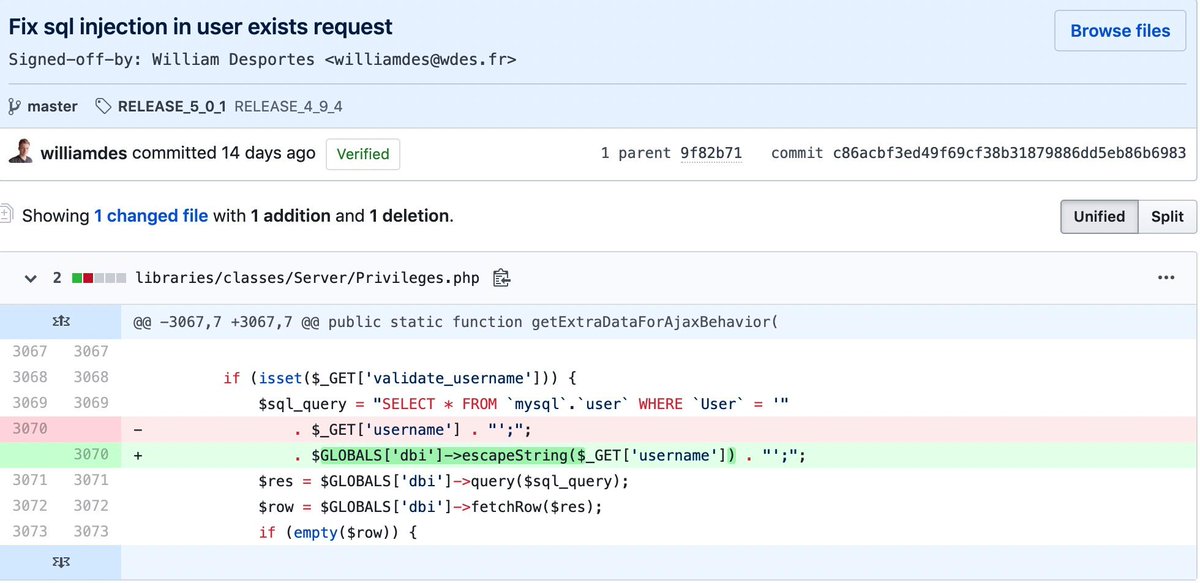 Fix sql injection in user exists request
Browse files
Signed-off-by: William Desportes <williamdes@wdes.fr>
master RELEASE_5_0_1 RELEASE_4_9_4
williamdes committed 14 days ago Verified 1 parent 9f82b71 commit c86acbf3ed49f69cf38b31879886dd5eb86b6983
Showing 1 changed file with 1 addition and 1 deletion. Unified Split
2 libraries/classes/Server/Privileges.php
@@ -3067,7 +3067,7 @@ public static function getExtraDataForAjaxBehavior(
3067 3067
3068 3068 if (isset($_GET['validate_username'])) {
3069 3069 $sql_query = "SELECT * FROM `mysql`.`user` WHERE `User` = '"
3070 - . $_GET['username'] . "';";
3070 + . $GLOBALS['dbi']->escapeString($_GET['username']) . "';";
3071 3071 $res = $GLOBALS['dbi']->query($sql_query);
3072 3072 $row = $GLOBALS['dbi']->fetchRow($res);
3073 3073 if (empty($row)) {